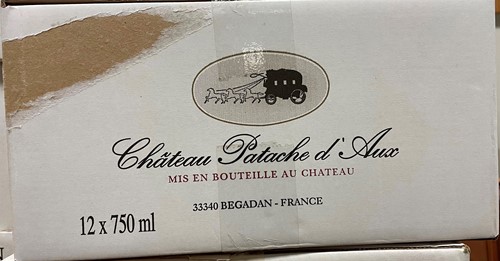 Château Patache d'Aux
MIS EN BOUTEILLE AU CHATEAU
33340 BEGADAN - FRANCE
12 x 750 ml